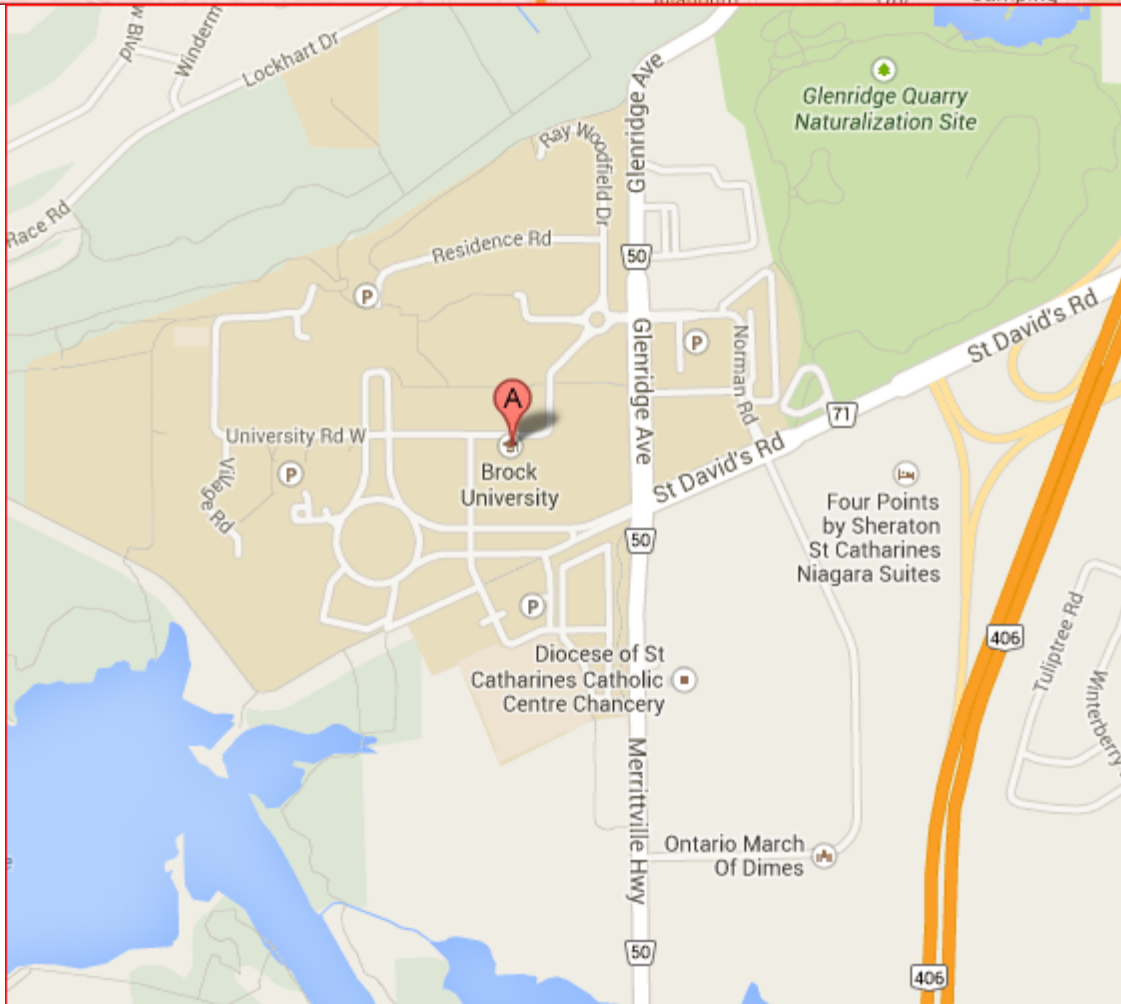 Camping
w Blvd
Winderm
Lockhart Dr
Race Rd
Ray Woodfield Dr
Glenridge Ave
Glenridge Quarry
Naturalization Site
Residence Rd
50
P
P
Glenridge Ave
Norman Rd
St David's Rd
A
71
University Rd W
Brock
University
P
Village Rd
St David's Rd
Four Points
by Sheraton
St Catharines
Niagara Suites
50
P
406
Tuliptree Rd
Winterberry
Diocese of St
Catharines Catholic
Centre Chancery
Merrittville Hwy
Ontario March
Of Dimes
50
406